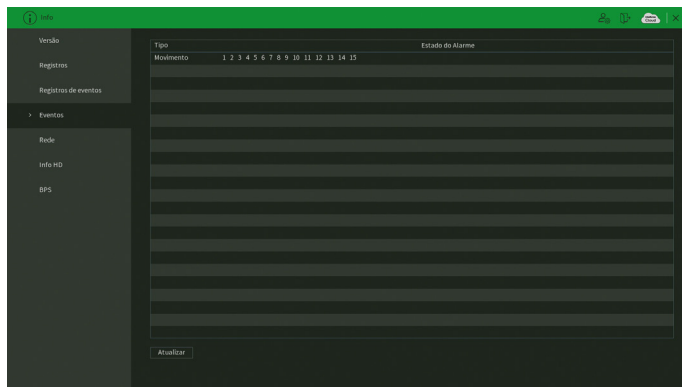 Info
Versão
Registros
Registros de eventos
> Eventos
Rede
Info HD
BPS
Tipo Estado do Alarme
Movimento 1 2 3 4 5 6 7 8 9 10 11 12 13 14 15
Atualizar